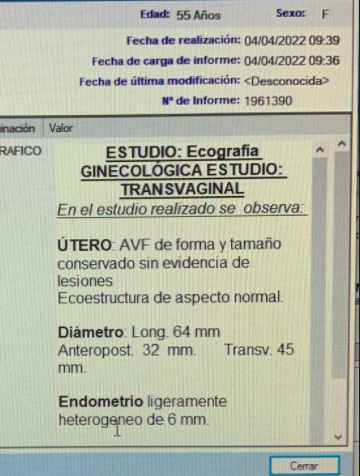 Edad: 55 Años Sexo: F
Fecha de realización: 04/04/2022 09:39
Fecha de carga de informe: 04/04/2022 09:36
Fecha de última modificación: <Desconocida>
Nº de Informe: 1961390
inación Valor
RAFICO
ESTUDIO: Ecografía
GINECOLÓGICA ESTUDIO:
TRANSVAGINAL
En el estudio realizado se observa:
ÚTERO: AVF de forma y tamaño
conservado sin evidencia de
lesiones
Ecoestructura de aspecto normal.
Diámetro: Long. 64 mm
Anteropost. 32 mm. Transv. 45
mm.
Endometrio ligeramente
heterogeneo de 6 mm.
Cerrar